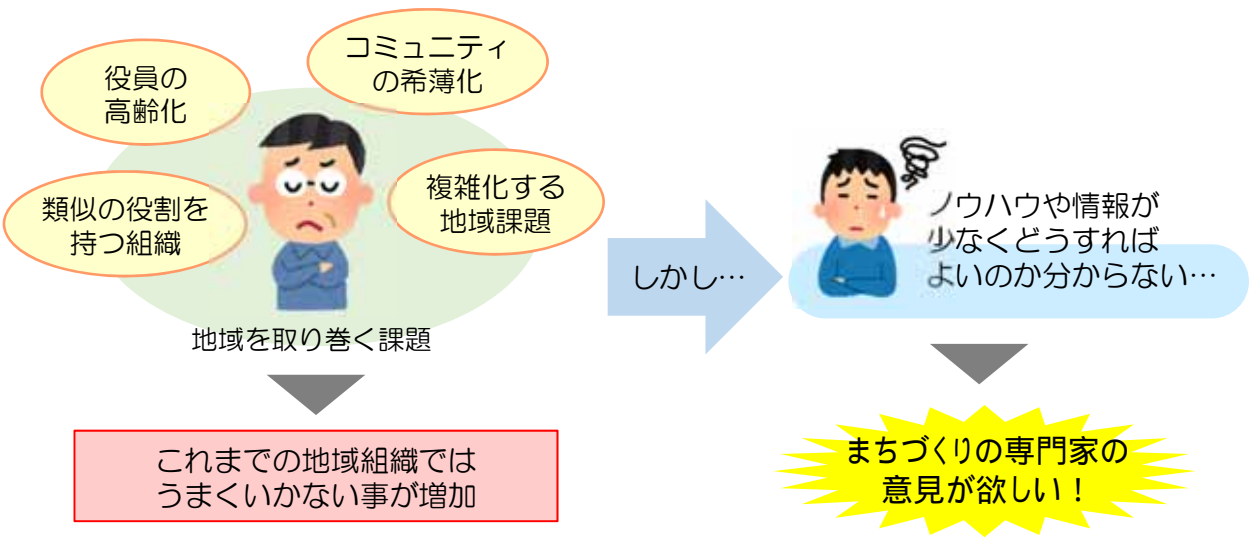 役員の
高齢化
コミュニティ
の希薄化
類似の役割を
持つ組織
複雑化する
地域課題
地域を取り巻く課題
これまでの地域組織では
うまくいかない事が増加
しかし…
ノウハウや情報が
少なくどうすれば
よいのか分からない…
まちづくりの専門家の
意見が欲しい！